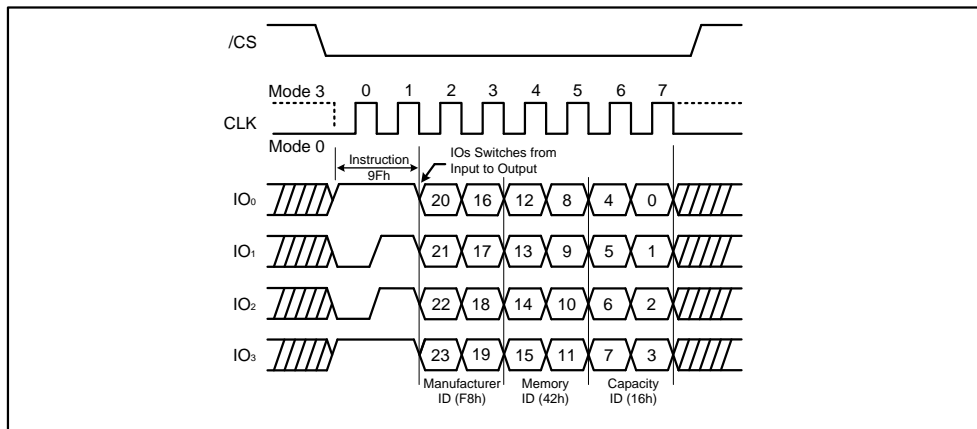 /CS
Mode 3 0 1 2 3 4 5 6 7
CLK
Mode 0
Instruction
9Fh
IOs Switches from
Input to Output
IO₀ 20 16 12 8 4 0
IO₁ 21 17 13 9 5 1
IO₂ 22 18 14 10 6 2
IO₃ 23 19 15 11 7 3
Manufacturer
ID (F8h)
Memory
ID (42h)
Capacity
ID (16h)